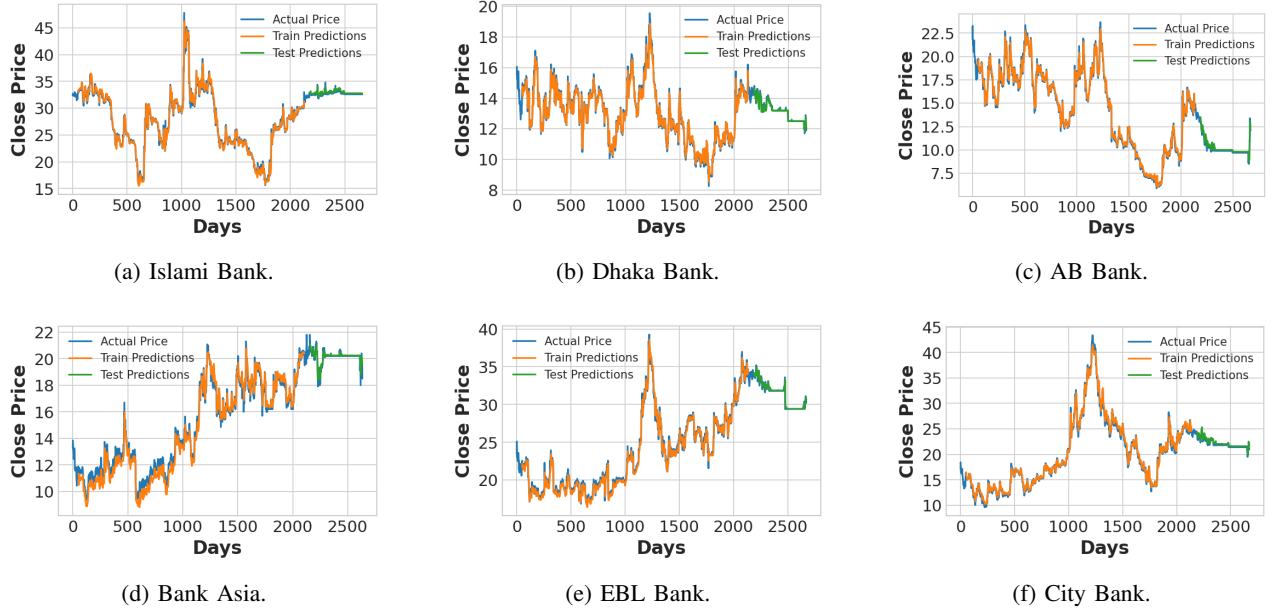 Close Price
45
40
35
30
25
20
15
Actual Price
Train Predictions
Test Predictions
0 500 1000 1500 2000 2500
Days
(a) Islami Bank.
Close Price
20
18
16
14
12
10
8
Actual Price
Train Predictions
Test Predictions
0 500 1000 1500 2000 2500
Days
(b) Dhaka Bank.
Close Price
22.5
20.0
17.5
15.0
12.5
10.0
7.5
Actual Price
Train Predictions
Test Predictions
0 500 1000 1500 2000 2500
Days
(c) AB Bank.
Close Price
22
20
18
16
14
12
10
Actual Price
Train Predictions
Test Predictions
0 500 1000 1500 2000 2500
Days
(d) Bank Asia.
Close Price
40
35
30
25
20
Actual Price
Train Predictions
Test Predictions
0 500 1000 1500 2000 2500
Days
(e) EBL Bank.
Close Price
45
40
35
30
25
20
15
10
Actual Price
Train Predictions
Test Predictions
0 500 1000 1500 2000 2500
Days
(f) City Bank.